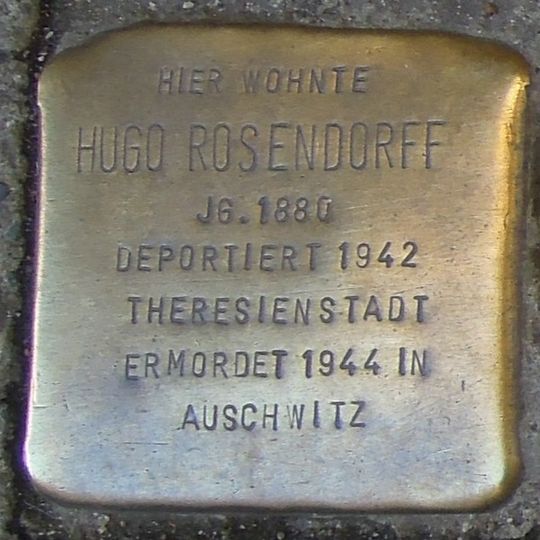 HIER WOHNTE
HUGO ROSENDORFF
JG. 1880
DEPORTIERT 1942
THERESIENSTADT
ERMORDET 1944 IN
AUSCHWITZ